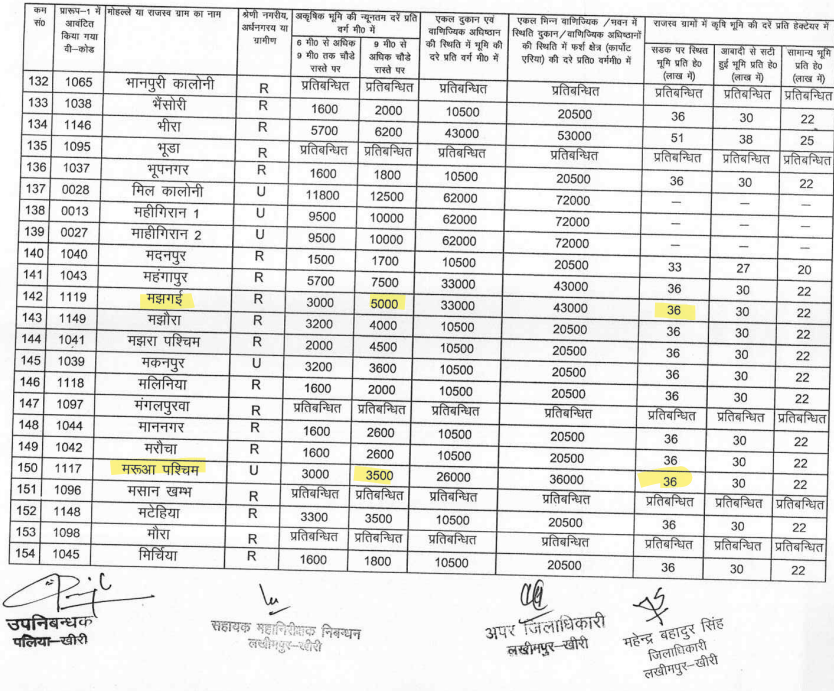 कम सं० | प्रारूप–1 में आवंटित किया गया वी–कोड | मोहल्ले या राजस्व ग्राम का नाम | श्रेणी नगरीय, अर्धनगरय या ग्रामीण | अकृषिक भूमि की न्यूनतम दरें प्रति वर्ग मी० में | एकल दुकान एवं वाणिज्यिक अधिष्ठान की स्थिति में भूमि की दरे प्रति वर्ग मी० में | एकल भिन्न वाणिज्यिक /भवन में स्थिति दुकान/वाणिज्यिक अधिष्ठानों की स्थिति में फर्श क्षेत्र (कार्पोट एरिया) की दरे प्रति० वर्गमी० में | राजस्व ग्रामों में कृषि भूमि की दरें प्रति हेक्टेयर में
6 मी० से अधिक 9 मी० तक चौडे रास्ते पर | 9 मी० से अधिक चौडे रास्ते पर | सडक पर स्थित भूमि प्रति हे० (लाख में) | आबादी से सटी हुई भूमि प्रति हे० (लाख में) | सामान्य भूमि प्रति हे० (लाख में)
132 | 1065 | भानपुरी कालोनी | R | प्रतिबन्धित | प्रतिबन्धित | प्रतिबन्धित | प्रतिबन्धित | प्रतिबन्धित | प्रतिबन्धित | प्रतिबन्धित
133 | 1038 | भैंसोरी | R | 1600 | 2000 | 10500 | 20500 | 36 | 30 | 22
134 | 1146 | भीरा | R | 5700 | 6200 | 43000 | 53000 | 51 | 38 | 25
135 | 1095 | भूडा | R | प्रतिबन्धित | प्रतिबन्धित | प्रतिबन्धित | प्रतिबन्धित | प्रतिबन्धित | प्रतिबन्धित | प्रतिबन्धित
136 | 1037 | भूपनगर | R | 1600 | 1800 | 10500 | 20500 | 36 | 30 | 22
137 | 0028 | मिल कालोनी | U | 11800 | 12500 | 62000 | 72000 | – | – | –
138 | 0013 | महीगिरान 1 | U | 9500 | 10000 | 62000 | 72000 | – | – | –
139 | 0027 | माहीगिरान 2 | U | 9500 | 10000 | 62000 | 72000 | – | – | –
140 | 1040 | मदनपुर | R | 1500 | 1700 | 10500 | 20500 | 33 | 27 | 20
141 | 1043 | महंगापुर | R | 5700 | 7500 | 33000 | 43000 | 36 | 30 | 22
142 | 1119 | मझगई | R | 3000 | 5000 | 33000 | 43000 | 36 | 30 | 22
143 | 1149 | मझौरा | R | 3200 | 4000 | 10500 | 20500 | 36 | 30 | 22
144 | 1041 | मझरा पश्चिम | R | 2000 | 4500 | 10500 | 20500 | 36 | 30 | 22
145 | 1039 | मकनपुर | U | 3200 | 3600 | 10500 | 20500 | 36 | 30 | 22
146 | 1118 | मलिनिया | R | 1600 | 2000 | 10500 | 20500 | 36 | 30 | 22
147 | 1097 | मंगलपुरवा | R | प्रतिबन्धित | प्रतिबन्धित | प्रतिबन्धित | प्रतिबन्धित | प्रतिबन्धित | प्रतिबन्धित | प्रतिबन्धित
148 | 1044 | माननगर | R | 1600 | 2600 | 10500 | 20500 | 36 | 30 | 22
149 | 1042 | मरौचा | R | 1600 | 2600 | 10500 | 20500 | 36 | 30 | 22
150 | 1117 | मरूआ पश्चिम | U | 3000 | 3500 | 26000 | 36000 | 36 | 30 | 22
151 | 1096 | मसान खम्भ | R | प्रतिबन्धित | प्रतिबन्धित | प्रतिबन्धित | प्रतिबन्धित | प्रतिबन्धित | प्रतिबन्धित | प्रतिबन्धित
152 | 1148 | मटेहिया | R | 3300 | 3500 | 10500 | 20500 | 36 | 30 | 22
153 | 1098 | मौरा | R | प्रतिबन्धित | प्रतिबन्धित | प्रतिबन्धित | प्रतिबन्धित | प्रतिबन्धित | प्रतिबन्धित | प्रतिबन्धित
154 | 1045 | मिर्चिया | R | 1600 | 1800 | 10500 | 20500 | 36 | 30 | 22
उपनिबन्धक
पलिया–खीरी
सहायक महानिरीक्षक निबन्धन
लखीमपुर–खीरी
अपर जिलाधिकारी
लखीमपुर–खीरी
महेन्द्र बहादुर सिंह
जिलाधिकारी
लखीमपुर–खीरी